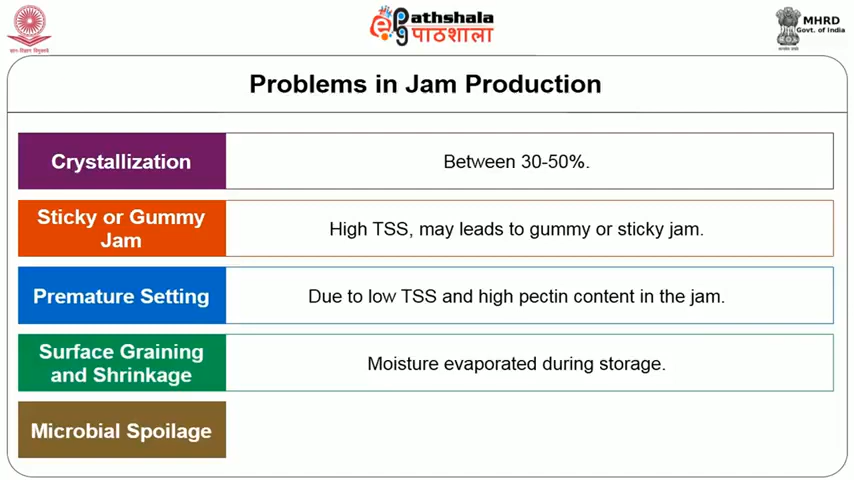 ePathshala
पाठशाला
MHRD
Govt. of India
Problems in Jam Production
Crystallization
Between 30-50%.
Sticky or Gummy
Jam
High TSS, may leads to gummy or sticky jam.
Premature Setting
Due to low TSS and high pectin content in the jam.
Surface Graining
and Shrinkage
Moisture evaporated during storage.
Microbial Spoilage